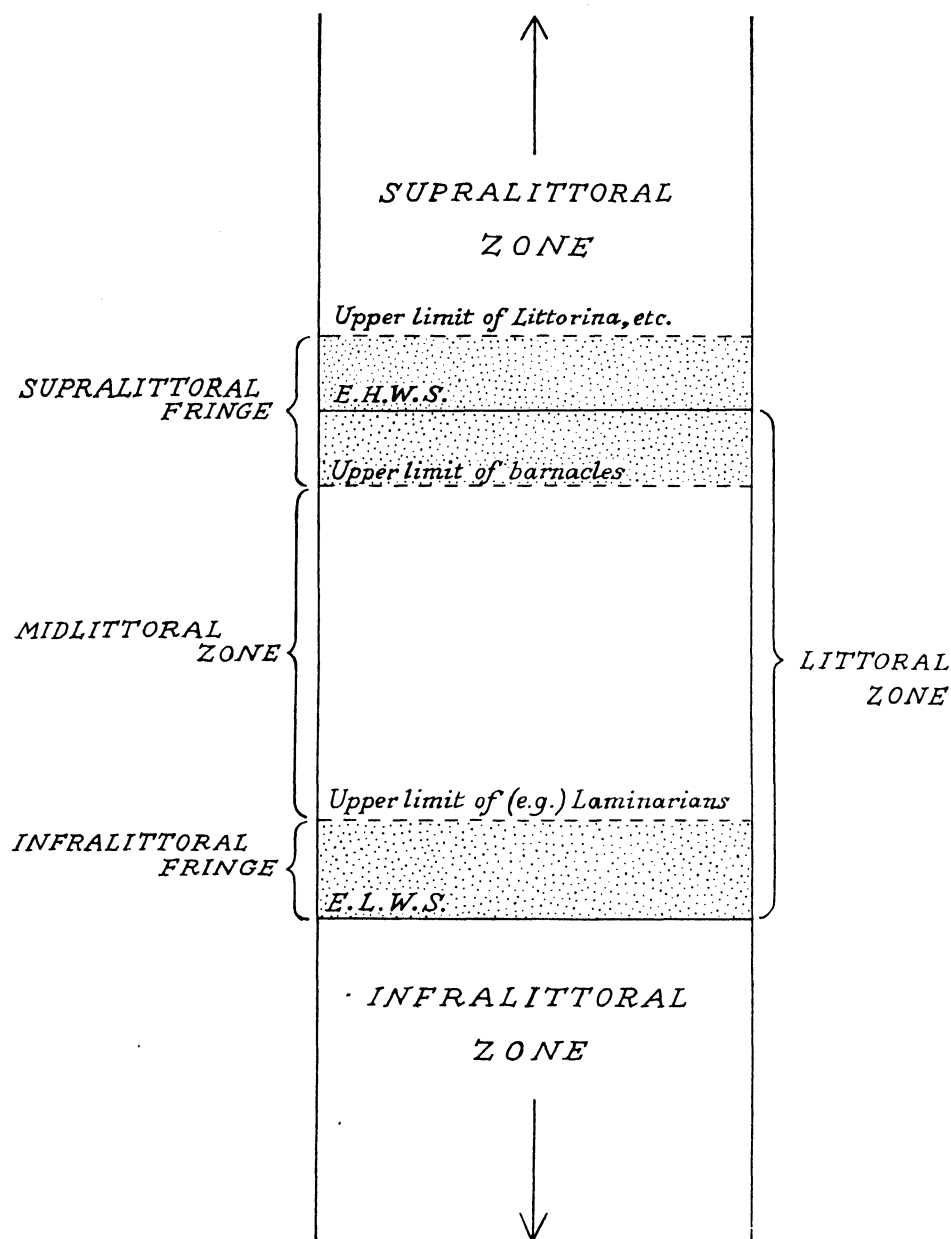 SUPRALITTORAL
ZONE
Upper limit of Littorina, etc.
SUPRALITTORAL
FRINGE
E.H.W.S.
Upper limit of barnacles
MIDLITTORAL
ZONE
LITTORAL
ZONE
Upper limit of (e.g.) Laminarians
INFRALITTORAL
FRINGE
E.L.W.S.
INFRALITTORAL
ZONE